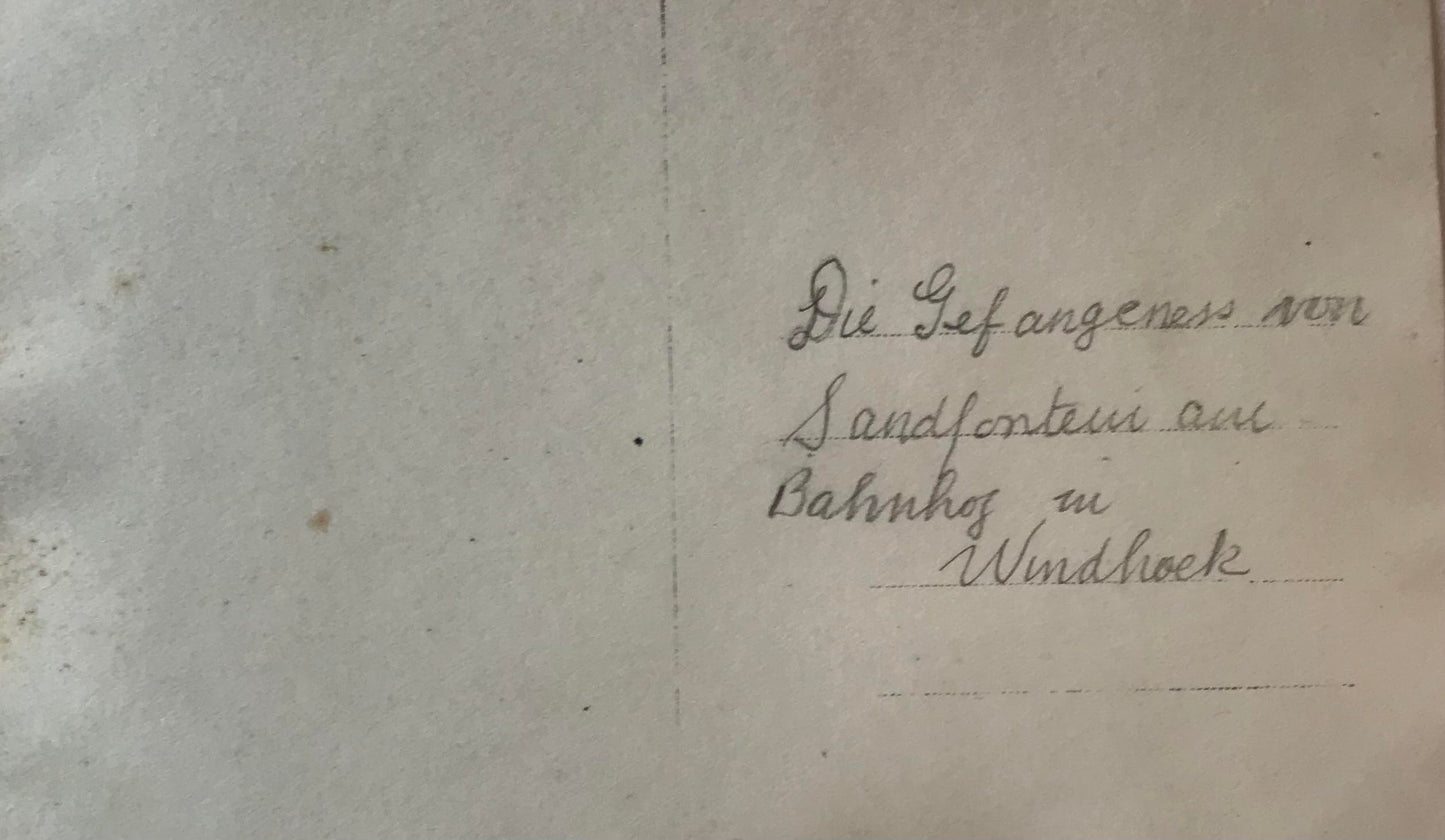 Die Gefangeness von
Sandfontein am
Bahnhof in
Windhoek